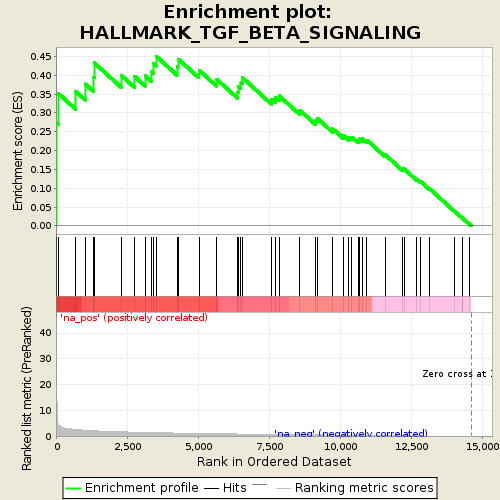 Enrichment plot:
HALLMARK_TGF_BETA_SIGNALING
Enrichment score (ES)
0.45
0.40
0.35
0.30
0.25
0.20
0.15
0.10
0.05
0.00
'na_pos' (positively correlated)
Ranked list metric (PreRanked)
40
30
20
10
0
Zero cross at 1
'na_neg' (negatively correlated)
0
2,500
5,000
7,500
10,000
12,500
15,000
Rank in Ordered Dataset
Enrichment profile
Hits
Ranking metric scores